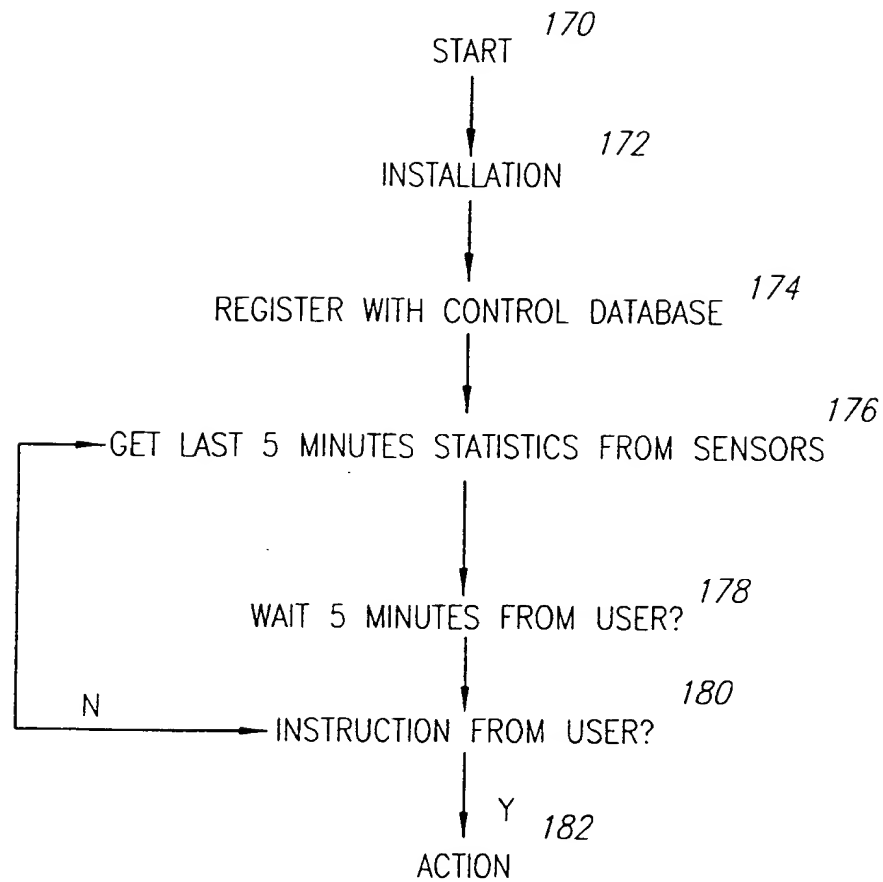 170
START
172
INSTALLATION
174
REGISTER WITH CONTROL DATABASE
176
GET LAST 5 MINUTES STATISTICS FROM SENSORS
178
WAIT 5 MINUTES FROM USER?
180
N
INSTRUCTION FROM USER?
Y
182
ACTION